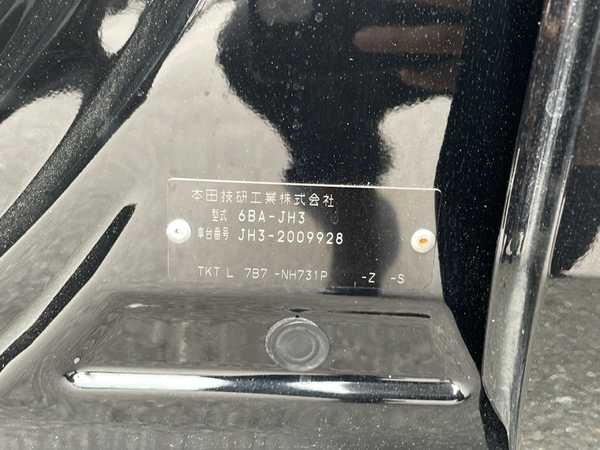 本田技研工業株式会社
型式 6BA-JH3
車台番号 JH3-2009928
TKT L 7B7 -NH731P -Z -S